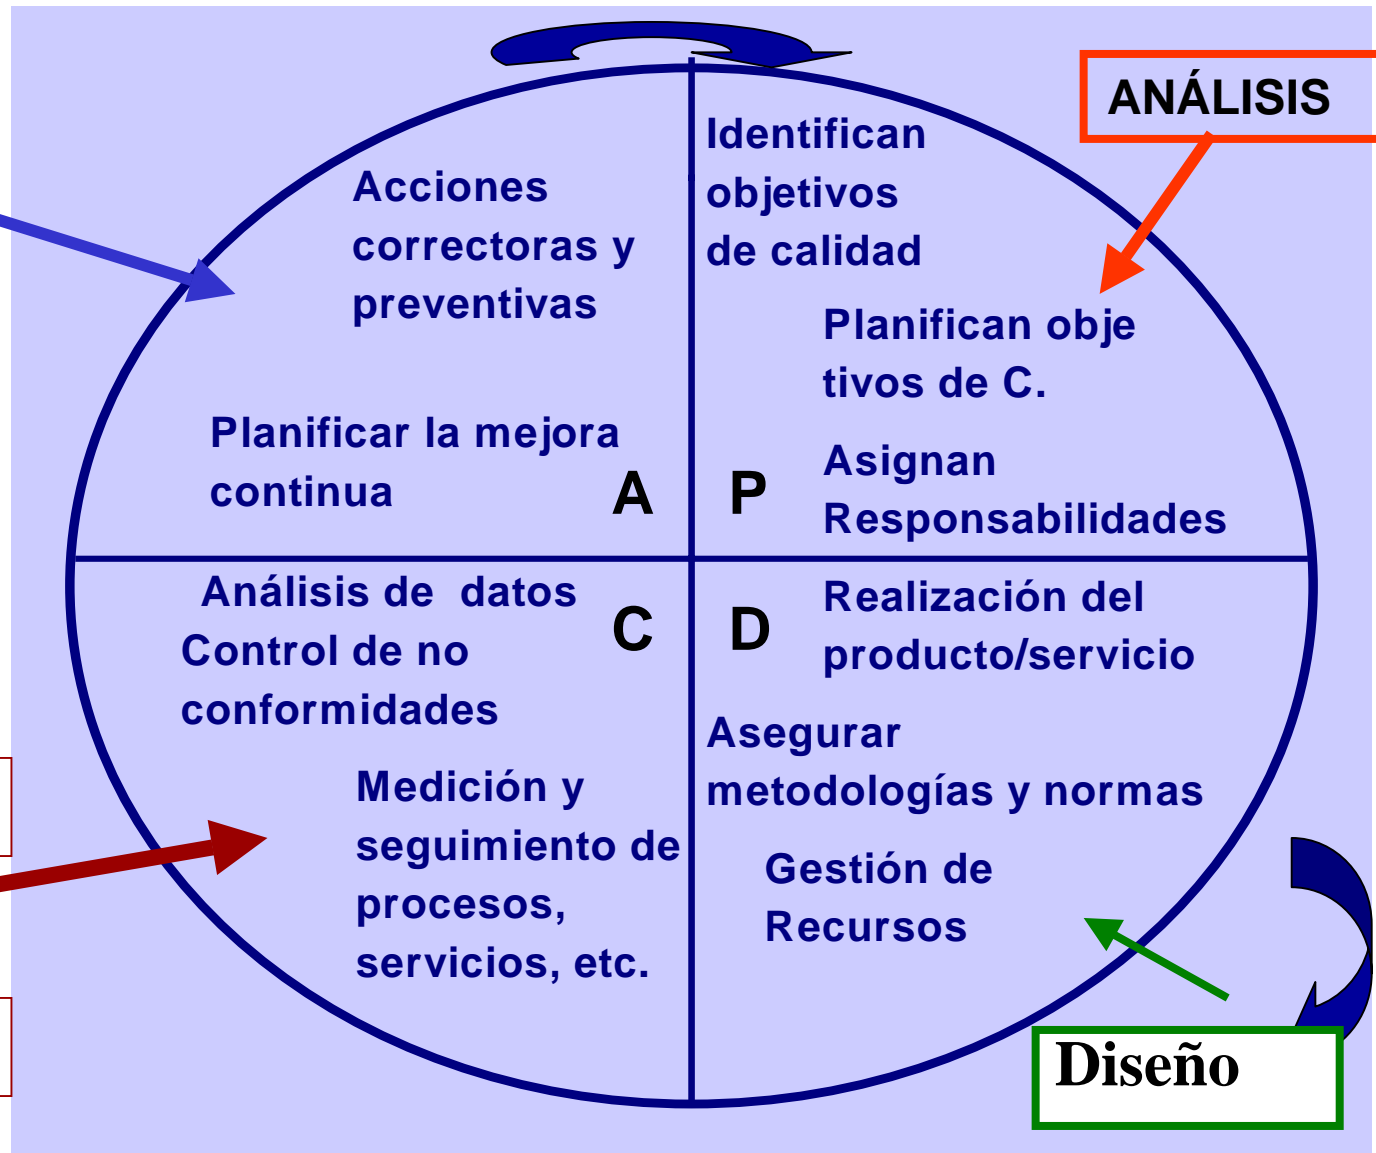 ANÁLISIS
Identifican
objetivos
de calidad
Planifican obje
tivos de C.
Asignan
Responsabilidades
P
Acciones
correctoras y
preventivas
Planificar la mejora
continua
A
Análisis de datos
Control de no
conformidades
C
Medición y
seguimiento de
procesos,
servicios, etc.
D
Realización del
producto/servicio
Asegurar
metodologías y normas
Gestión de
Recursos
Diseño